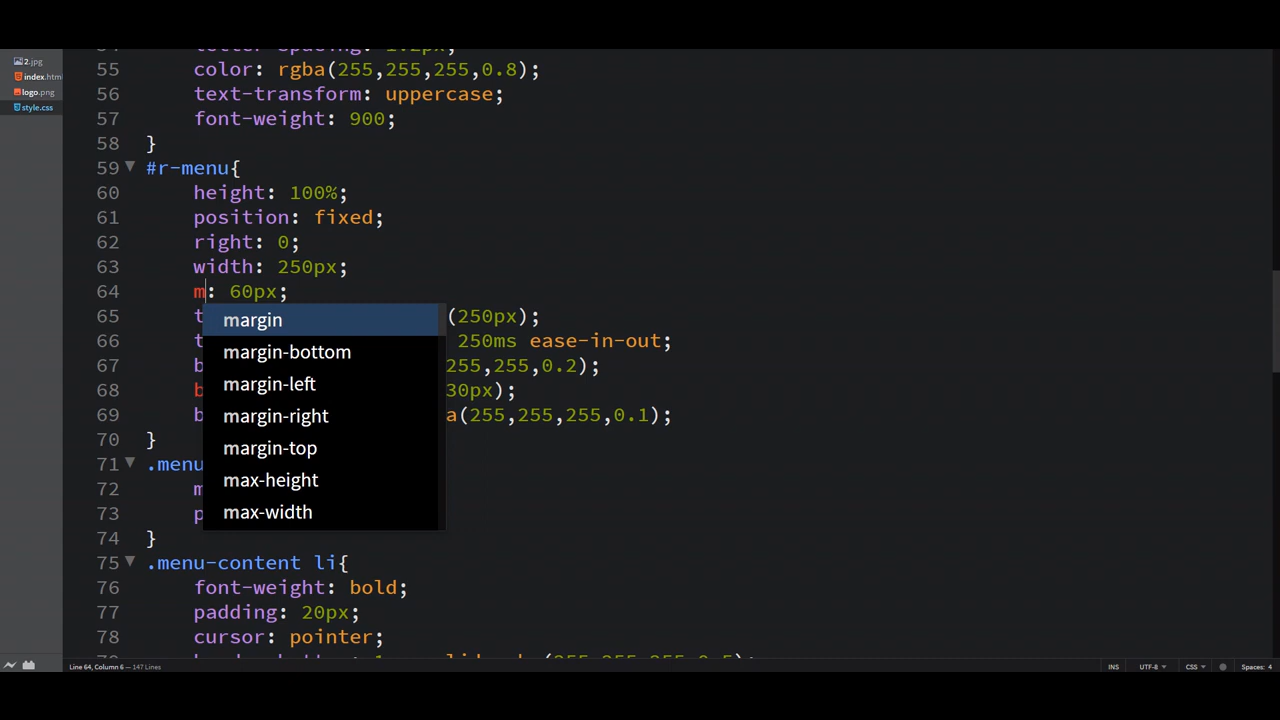 2.jpg
index.html
logo.png
style.css
55 color: rgba(255,255,255,0.8);
56 text-transform: uppercase;
57 font-weight: 900;
58 }
59 #r-menu{
60 height: 100%;
61 position: fixed;
62 right: 0;
63 width: 250px;
64 m: 60px;
65 t (250px);
66 t 250ms ease-in-out;
67 b 255,255,0.2);
68 b 30px);
69 b a(255,255,255,0.1);
70 }
71 .menu
72 m
73 p
74 }
75 .menu-content li{
76 font-weight: bold;
77 padding: 20px;
78 cursor: pointer;
margin
margin-bottom
margin-left
margin-right
margin-top
max-height
max-width
Line 64, Column 6 — 147 Lines
INS UTF-8 CSS Spaces: 4